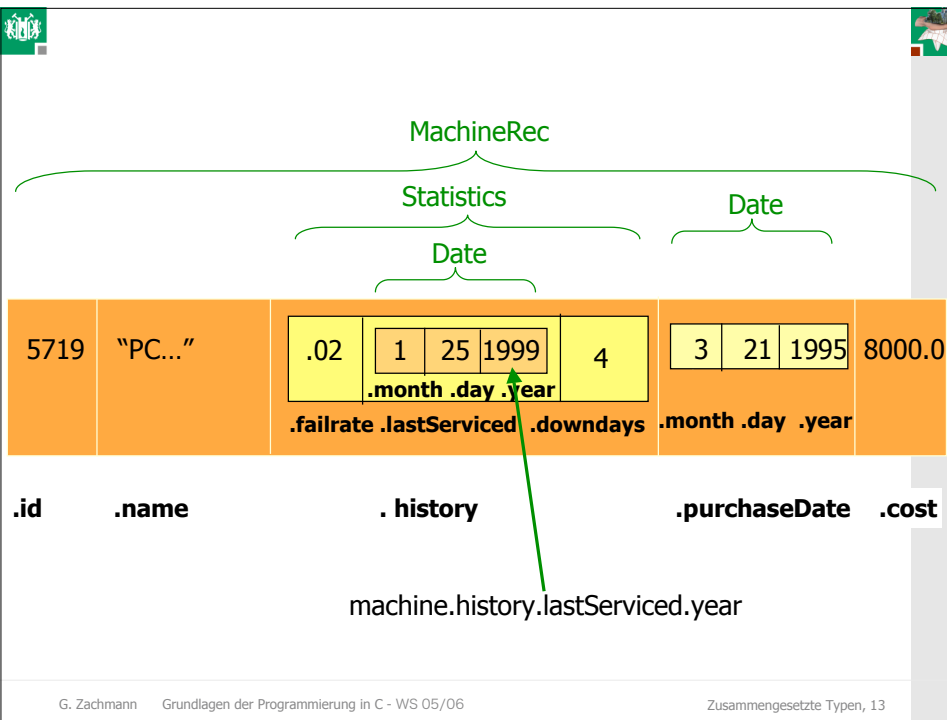 MachineRec
Statistics Date
Date
5719 “PC...” .02 1 25 1999 4 3 21 1995 8000.0
.month .day .year
.failrate .lastServiced .downdays .month .day .year
.id .name . history .purchaseDate .cost
machine.history.lastServiced.year
G. Zachmann Grundlagen der Programmierung in C - WS 05/06 Zusammengesetzte Typen, 13